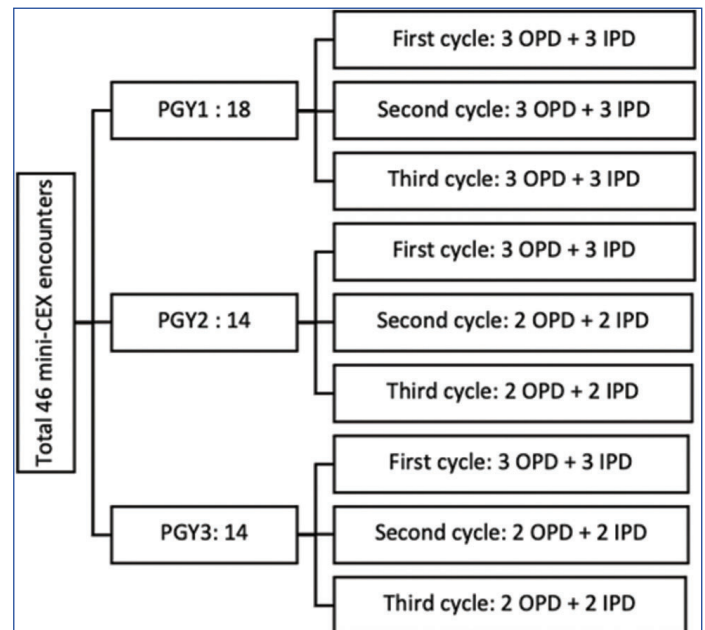 Total 46 mini-CEX encounters
PGY1 : 18
First cycle: 3 OPD + 3 IPD
Second cycle: 3 OPD + 3 IPD
Third cycle: 3 OPD + 3 IPD
PGY2 : 14
First cycle: 3 OPD + 3 IPD
Second cycle: 2 OPD + 2 IPD
Third cycle: 2 OPD + 2 IPD
PGY3: 14
First cycle: 3 OPD + 3 IPD
Second cycle: 2 OPD + 2 IPD
Third cycle: 2 OPD + 2 IPD